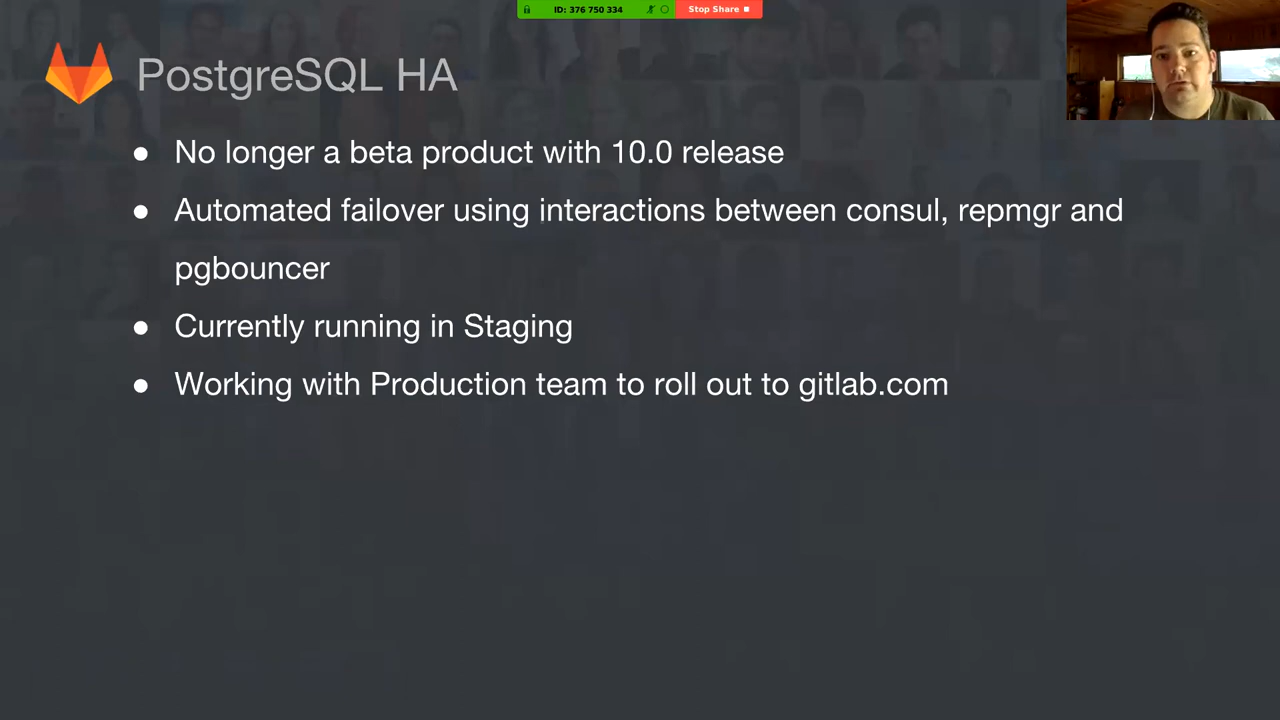 ID: 376 750 334
Stop Share
PostgreSQL HA
● No longer a beta product with 10.0 release
● Automated failover using interactions between consul, repmgr and
pgbouncer
● Currently running in Staging
● Working with Production team to roll out to gitlab.com